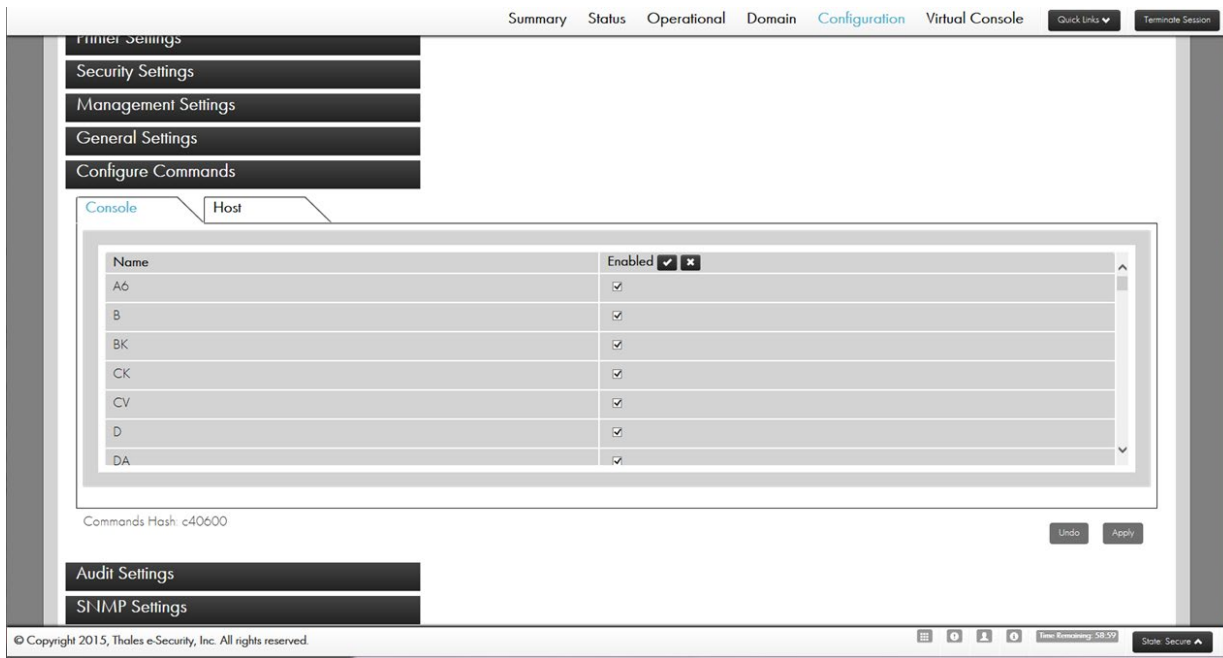 Summary Status Operational Domain Configuration Virtual Console Quick Links Terminate Session
Printer Settings
Security Settings
Management Settings
General Settings
Configure Commands
Console Host
Name Enabled
A6
B
BK
CK
CV
D
DA
Commands Hash: c40600
Undo Apply
Audit Settings
SNMP Settings
© Copyright 2015, Thales e-Security, Inc. All rights reserved. Time Remaining: 58:59 State: Secure